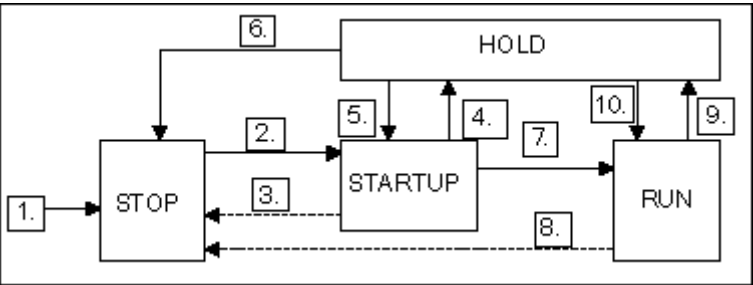 6.
HOLD
5.
4.
10.
9.
2.
7.
STOP
STARTUP
RUN
1.
3.
8.